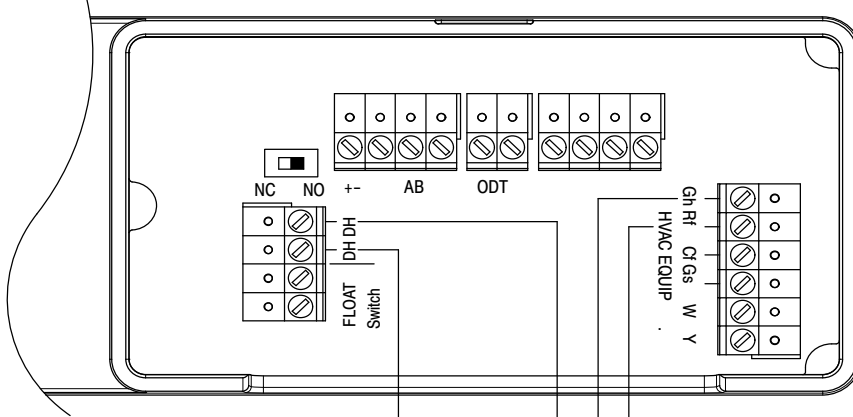 NC NO +- AB ODT
DH DH
FLOAT
Switch
Gh Rf Cf Gs W Y
HVAC EQUIP .